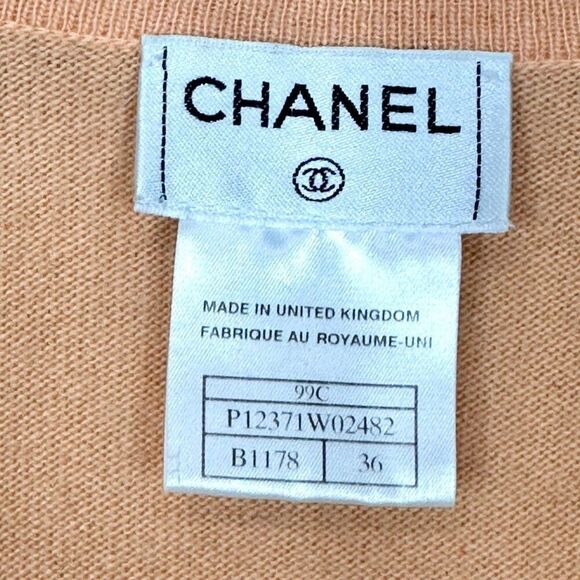 CHANEL
MADE IN UNITED KINGDOM
FABRIQUE AU ROYAUME-UNI
99C
P12371W02482
B1178 36